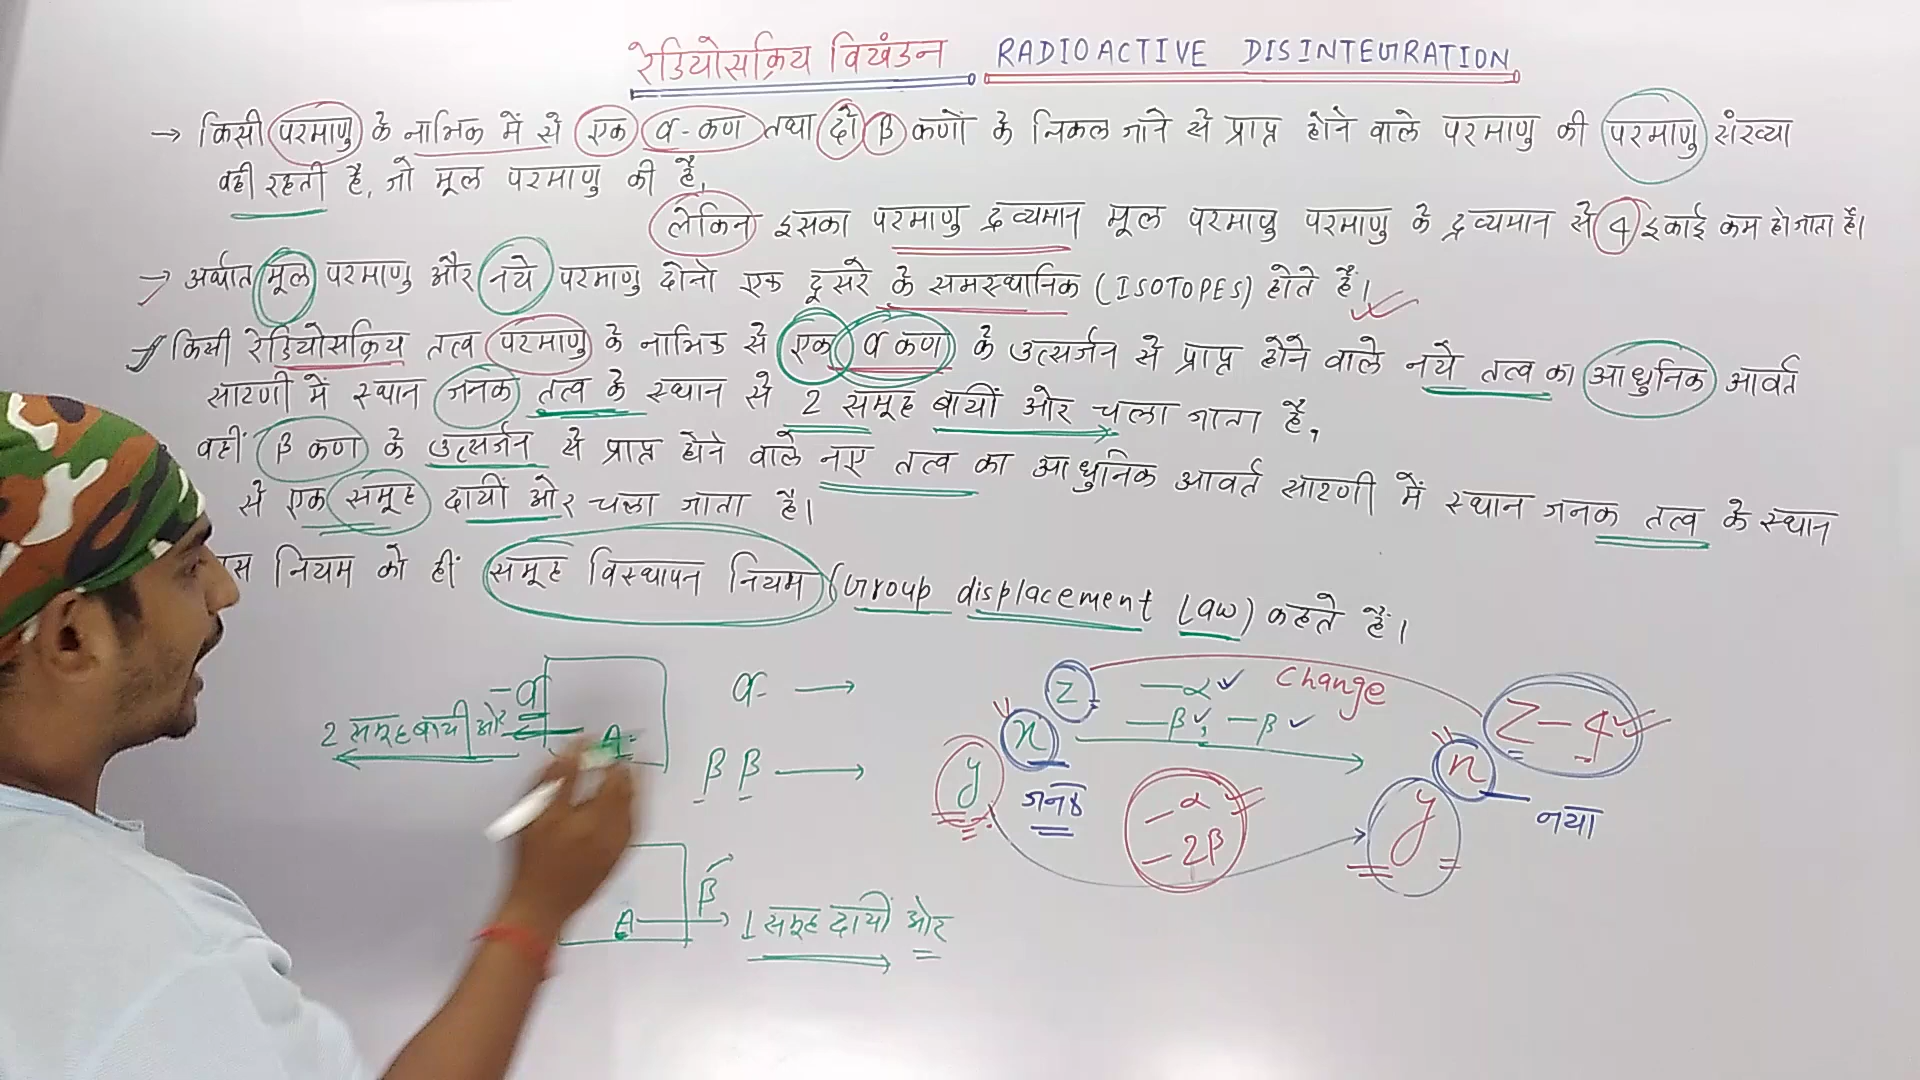 रेडियोसक्रिय विखंडन RADIOACTIVE DISINTEGRATION
→ किसी परमाणु के नाभिक में से एक α-कण तथा दो β कणों के निकल जाने से प्राप्त होने वाले परमाणु की परमाणु संख्या
वही रहती है, जो मूल परमाणु की है,
लेकिन इसका परमाणु द्रव्यमान मूल परमाणु परमाणु के द्रव्यमान से 4 इकाई कम हो जाता है।
→ अर्थात मूल परमाणु और नये परमाणु दोनो एक दूसरे के समस्थानिक (ISOTOPES) होते हैं।
किसी रेडियोसक्रिय तत्व परमाणु के नाभिक से एक α कण के उत्सर्जन से प्राप्त होने वाले नये तत्व का आधुनिक आवर्त
सारणी में स्थान जनक तत्व के स्थान से 2 समूह बायीं ओर चला जाता है,
वहीं β कण के उत्सर्जन से प्राप्त होने वाले नए तत्व का आधुनिक आवर्त सारणी में स्थान जनक तत्व के स्थान
से एक समूह दायीं ओर चला जाता है।
नियम को हीं समूह विस्थापन नियम (Group displacement Law) कहते हैं।
2 समूह बायी ओर -α A
α- →
β β →
A β → 1 समूह दायीं ओर
z x y जनक
-α Change
-β, -β →
-α
-2β
Z-4 n y नया